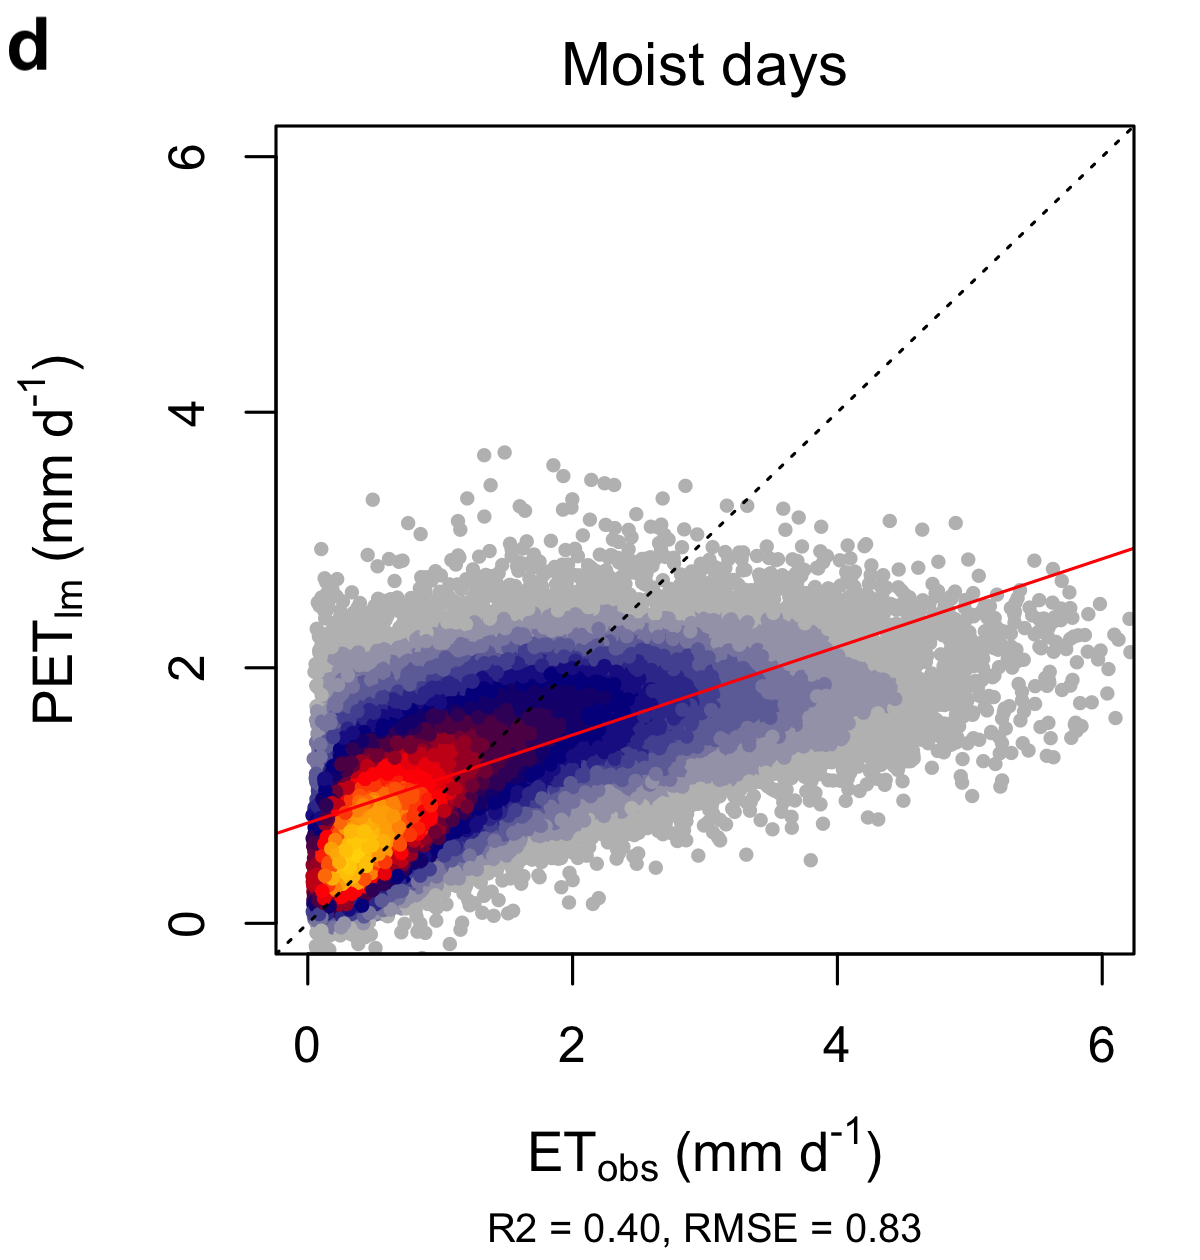 d
Moist days
6
4
2
0
PETlm (mm d-1)
0 2 4 6
ETobs (mm d-1)
R2 = 0.40, RMSE = 0.83